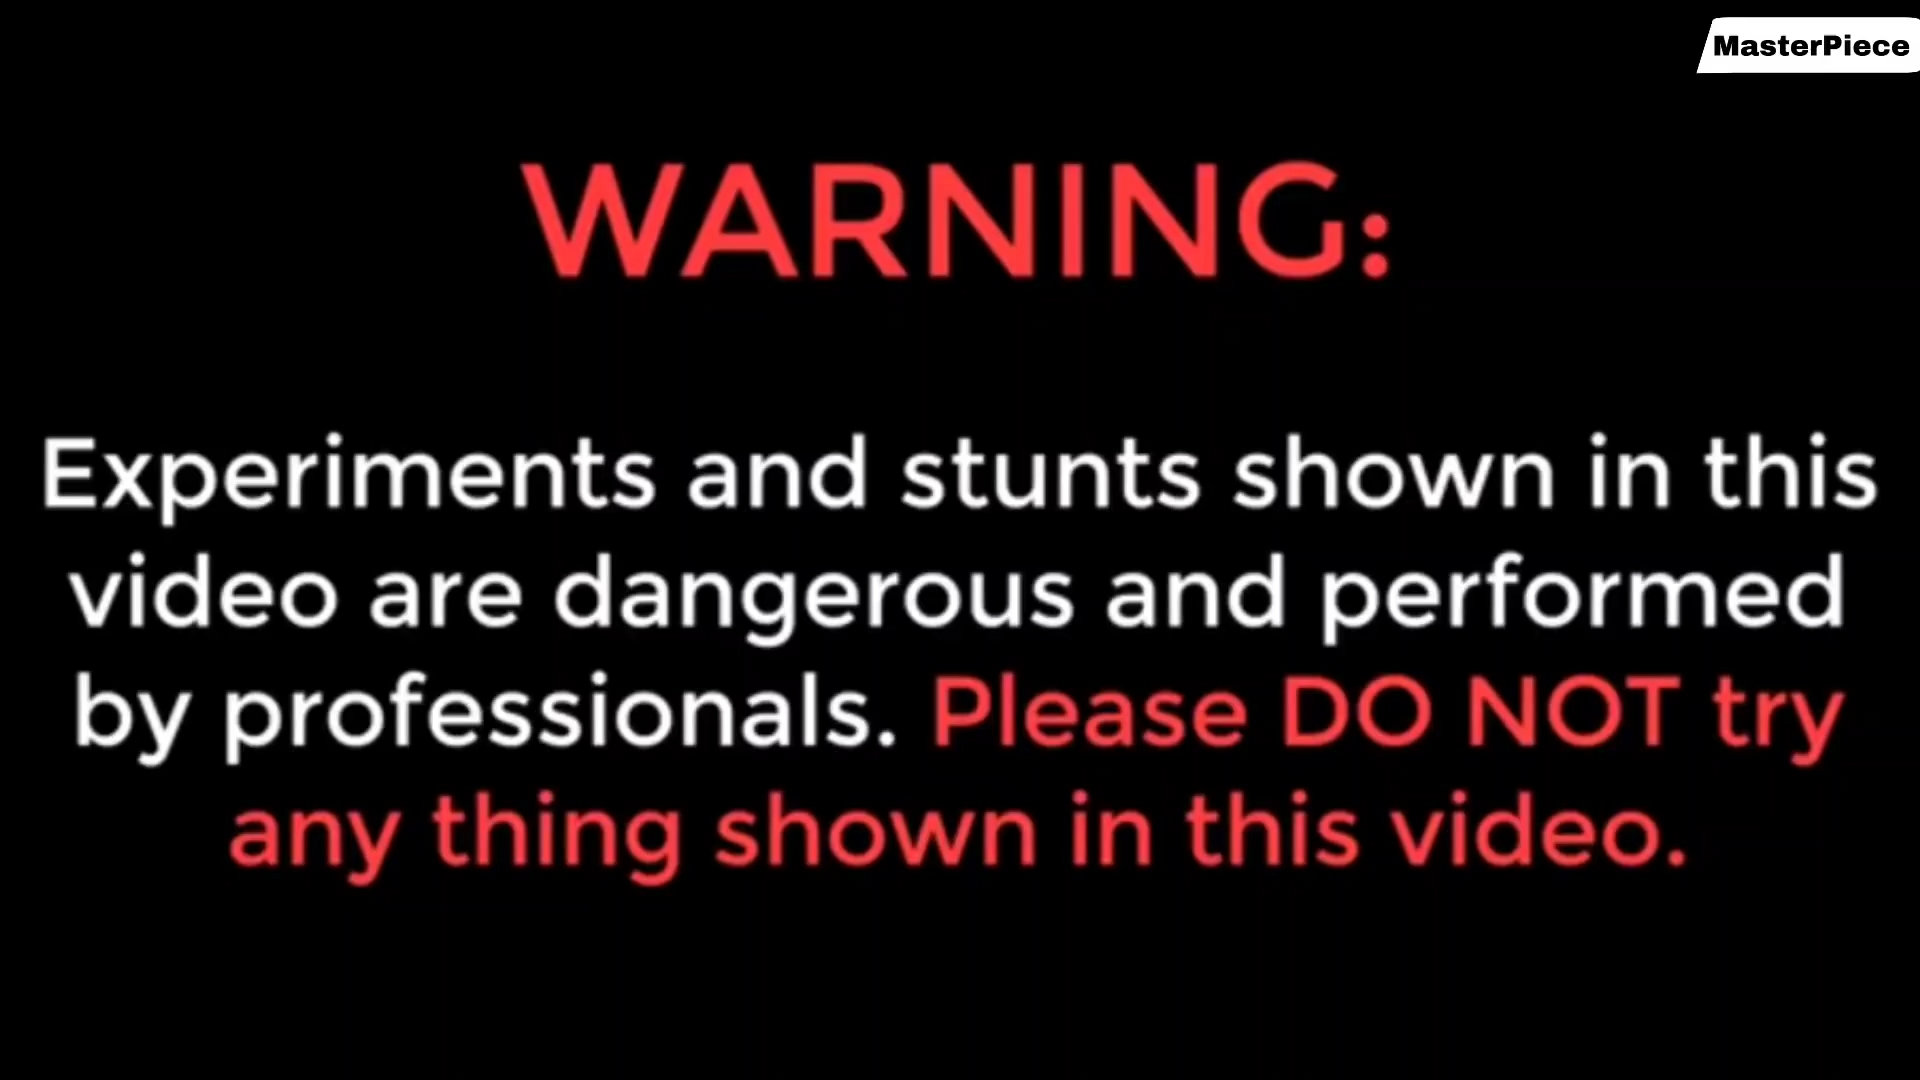 MasterPiece
WARNING:
Experiments and stunts shown in this
video are dangerous and performed
by professionals. Please DO NOT try
any thing shown in this video.